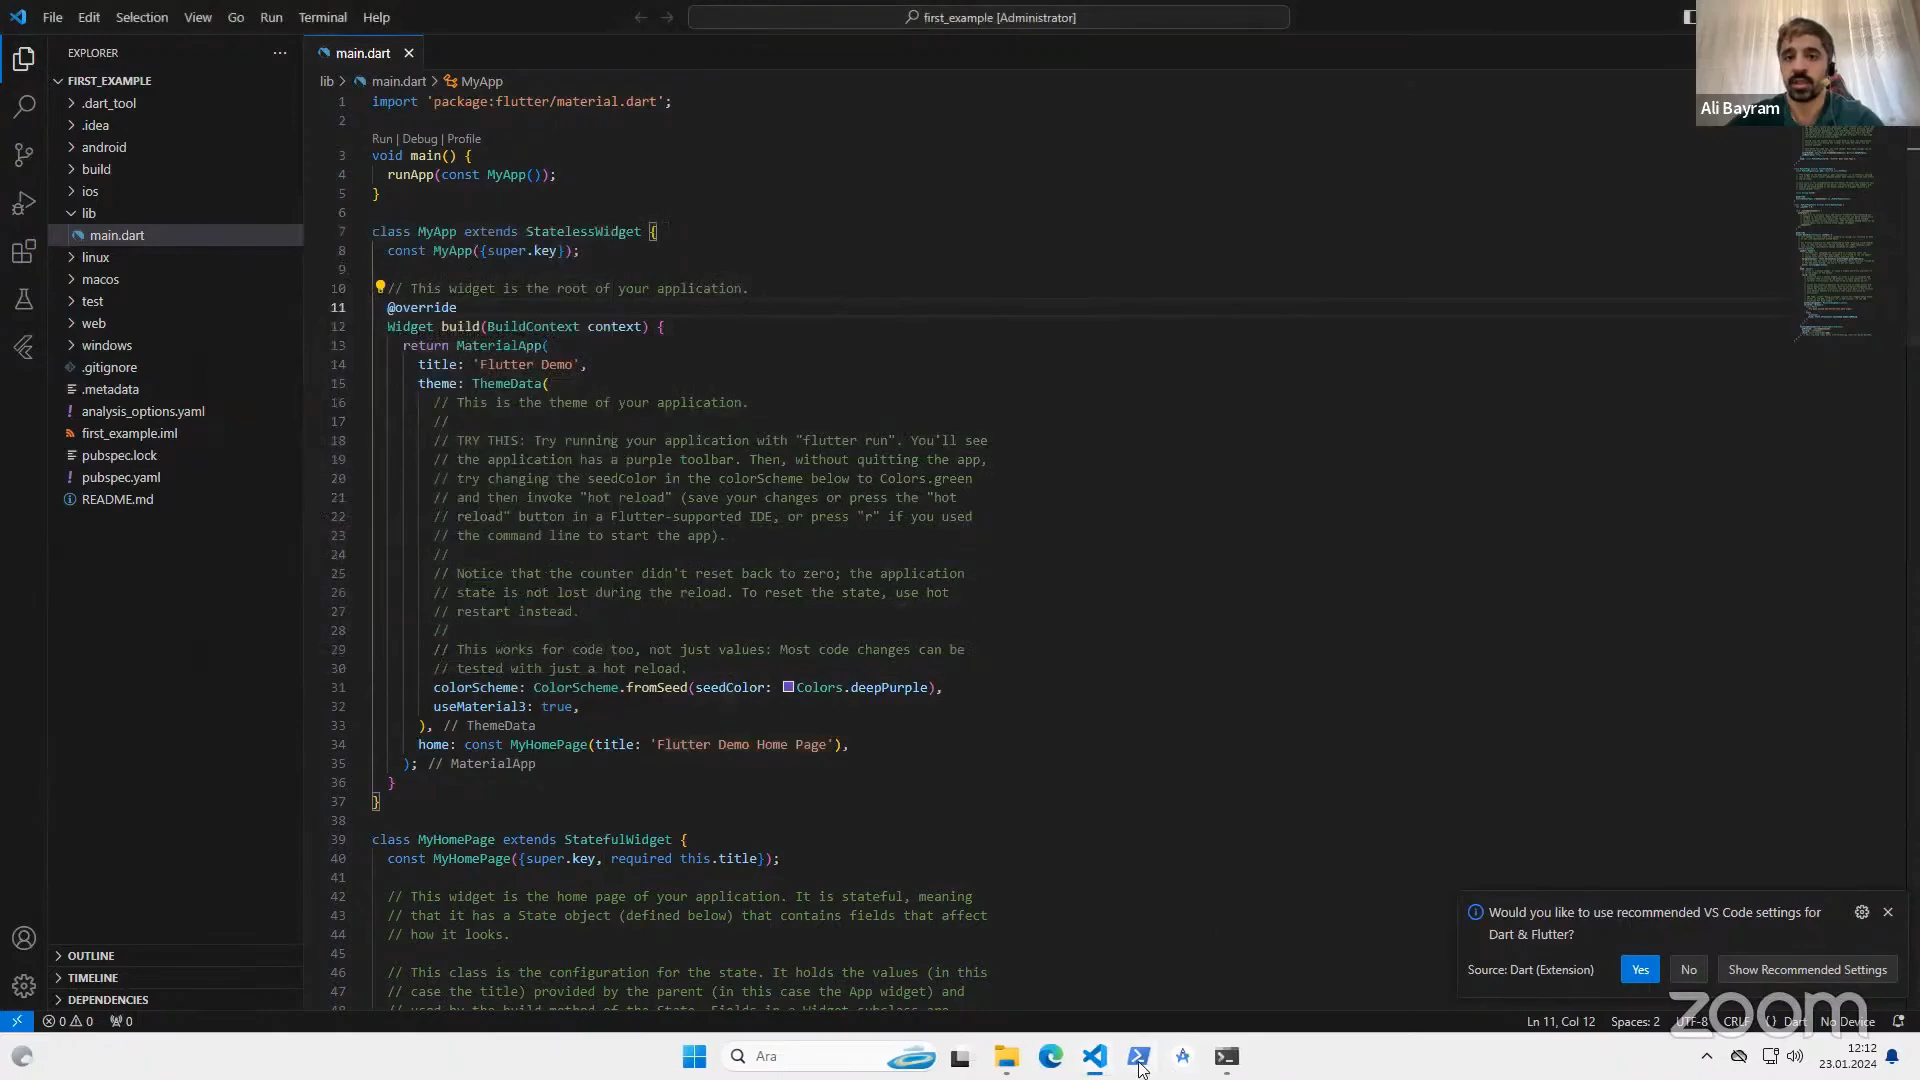 File Edit Selection View Go Run Terminal Help
first_example [Administrator]
EXPLORER
FIRST_EXAMPLE
.dart_tool
.idea
android
build
ios
lib
main.dart
linux
macos
test
web
windows
.gitignore
.metadata
analysis_options.yaml
first_example.iml
pubspec.lock
pubspec.yaml
README.md
OUTLINE
TIMELINE
DEPENDENCIES
main.dart
lib > main.dart > MyApp
1 import 'package:flutter/material.dart';
2
Run | Debug | Profile
3 void main() {
4 runApp(const MyApp());
5 }
6
7 class MyApp extends StatelessWidget {
8 const MyApp({super.key});
9
10 // This widget is the root of your application.
11 @override
12 Widget build(BuildContext context) {
13 return MaterialApp(
14 title: 'Flutter Demo',
15 theme: ThemeData(
16 // This is the theme of your application.
17 //
18 // TRY THIS: Try running your application with "flutter run". You'll see
19 // the application has a purple toolbar. Then, without quitting the app,
20 // try changing the seedColor in the colorScheme below to Colors.green
21 // and then invoke "hot reload" (save your changes or press the "hot
22 // reload" button in a Flutter-supported IDE, or press "r" if you used
23 // the command line to start the app).
24 //
25 // Notice that the counter didn't reset back to zero; the application
26 // state is not lost during the reload. To reset the state, use hot
27 // restart instead.
28 //
29 // This works for code too, not just values: Most code changes can be
30 // tested with just a hot reload.
31 colorScheme: ColorScheme.fromSeed(seedColor: Colors.deepPurple),
32 useMaterial3: true,
33 ), // ThemeData
34 home: const MyHomePage(title: 'Flutter Demo Home Page'),
35 ); // MaterialApp
36 }
37 }
38
39 class MyHomePage extends StatefulWidget {
40 const MyHomePage({super.key, required this.title});
41
42 // This widget is the home page of your application. It is stateful, meaning
43 // that it has a State object (defined below) that contains fields that affect
44 // how it looks.
45
46 // This class is the configuration for the state. It holds the values (in this
47 // case the title) provided by the parent (in this case the App widget) and
Ali Bayram
Would you like to use recommended VS Code settings for
Dart & Flutter?
Source: Dart (Extension) Yes No Show Recommended Settings
zoom
0 0 0
Ln 11, Col 12 Spaces: 2 UTF-8 CRLF { } Dart No Device
Ara
12:12
23.01.2024